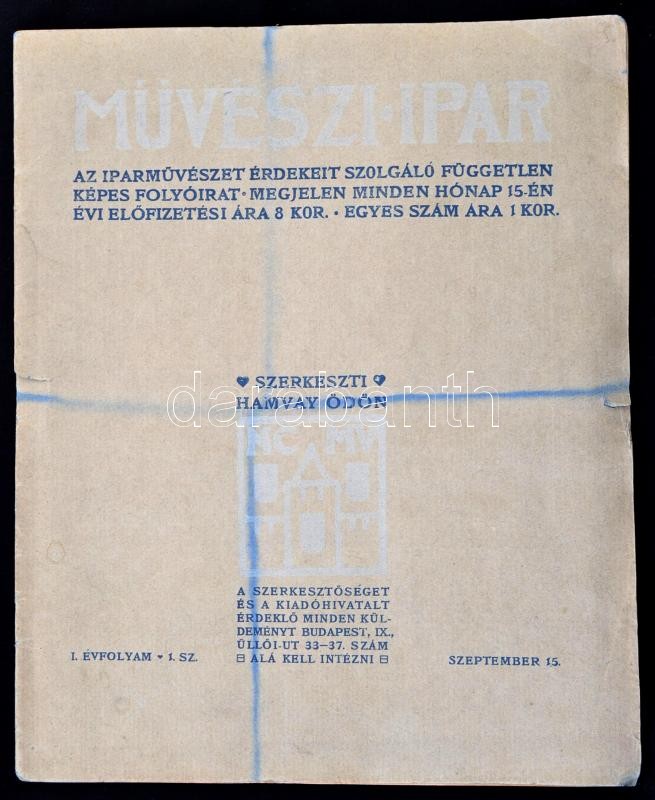 MŰVÉSZI·IPAR
AZ IPARMŰVÉSZET ÉRDEKEIT SZOLGÁLÓ FÜGGETLEN
KÉPES FOLYÓIRAT · MEGJELEN MINDEN HÓNAP 15-ÉN
ÉVI ELŐFIZETÉSI ÁRA 8 KOR. · EGYES SZÁM ÁRA 1 KOR.
SZERKESZTI
HAMVAY ÖDÖN
darabanth
A SZERKESZTŐSÉGET
ÉS A KIADÓHIVATALT
ÉRDEKLŐ MINDEN KÜL-
DEMÉNYT BUDAPEST, IX.,
ÜLLŐI-UT 33–37. SZÁM
ALÁ KELL INTÉZNI
I. ÉVFOLYAM 1. SZ.
SZEPTEMBER 15.